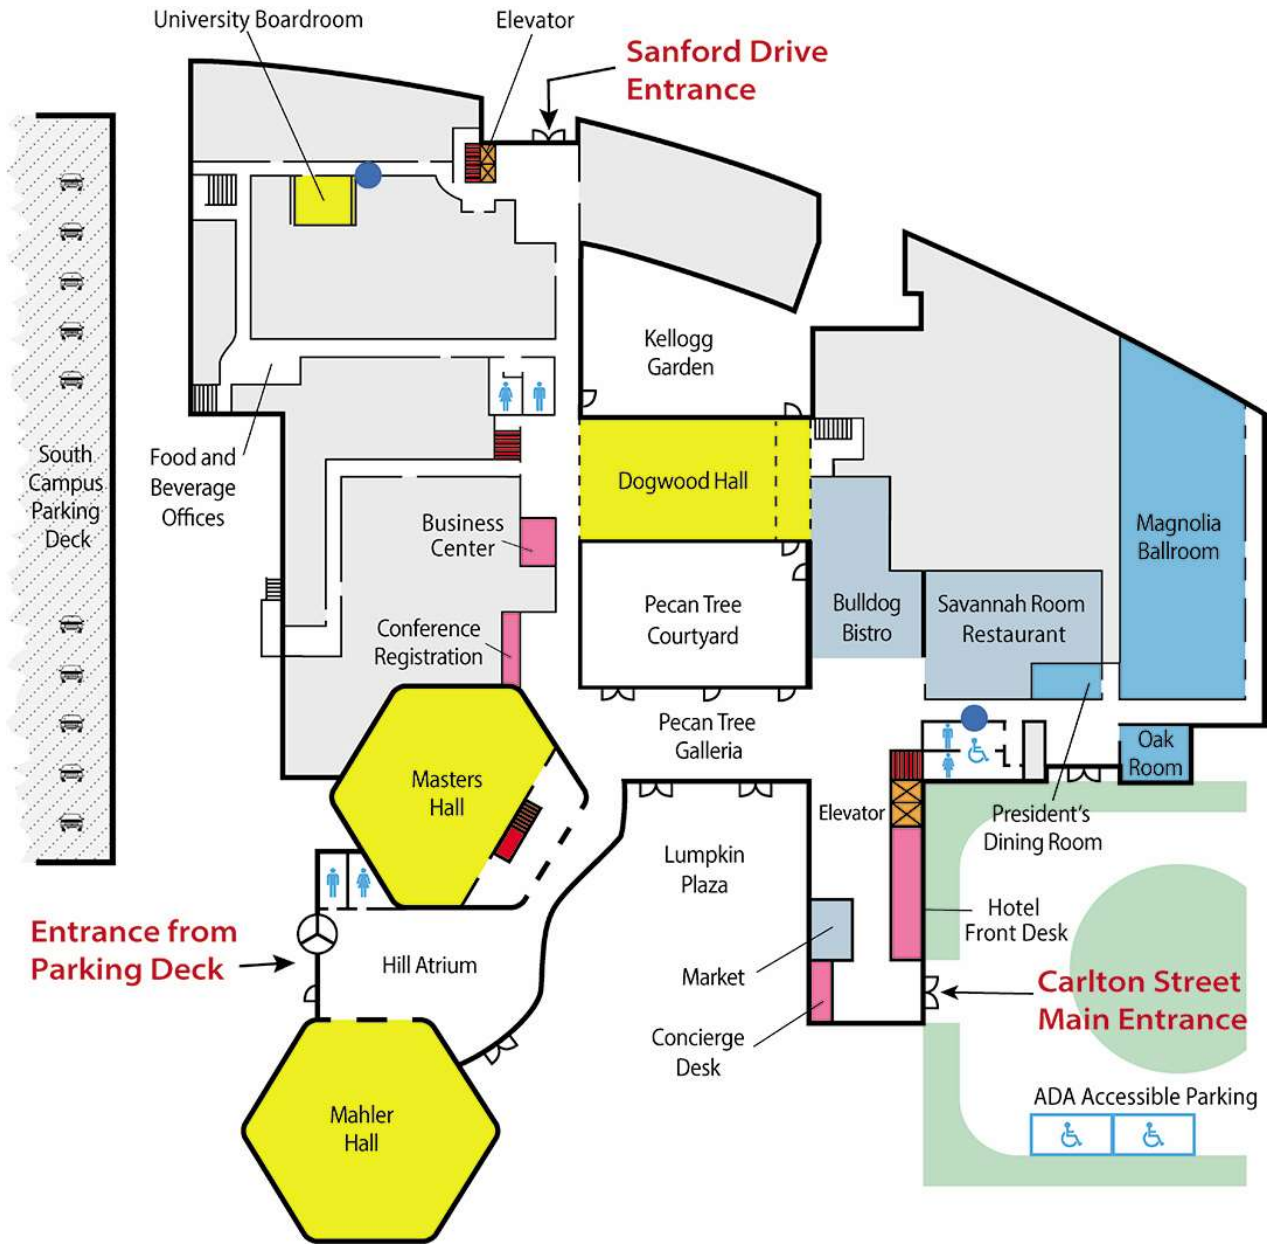 University Boardroom
Elevator
Sanford Drive
Entrance
Kellogg
Garden
South
Campus
Parking
Deck
Food and
Beverage
Offices
Dogwood Hall
Magnolia
Ballroom
Business
Center
Pecan Tree
Courtyard
Bulldog
Bistro
Savannah Room
Restaurant
Conference
Registration
Pecan Tree
Galleria
Oak
Room
Masters
Hall
Elevator
President's
Dining Room
Lumpkin
Plaza
Hotel
Front Desk
Entrance from
Parking Deck
Hill Atrium
Market
Carlton Street
Main Entrance
Concierge
Desk
ADA Accessible Parking
Mahler
Hall